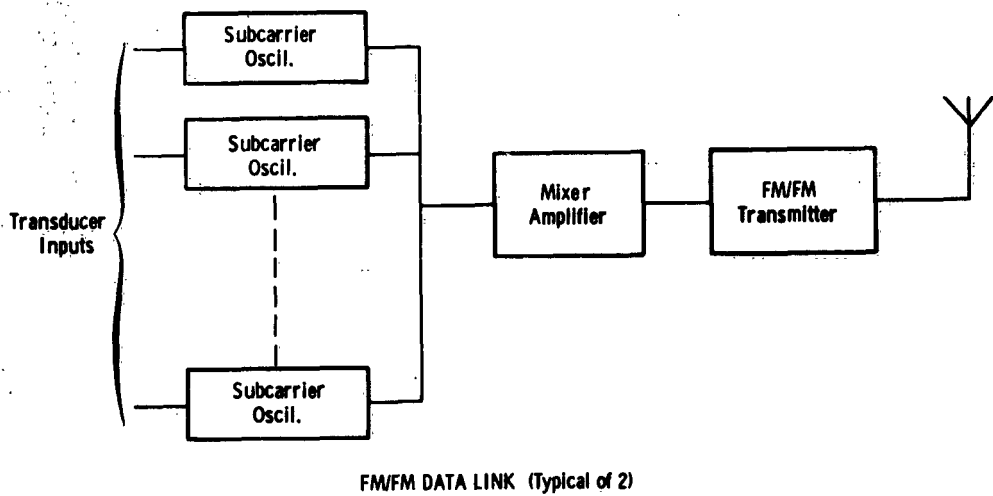 Subcarrier
Oscil.
Subcarrier
Oscil.
Transducer
Inputs
Mixer
Amplifier
FM/FM
Transmitter
Subcarrier
Oscil.
FM/FM DATA LINK (Typical of 2)